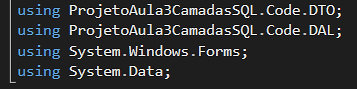 using ProjetoAula3CamadasSQL.Code.DTO;
using ProjetoAula3CamadasSQL.Code.DAL;
using System.Windows.Forms;
using System.Data;